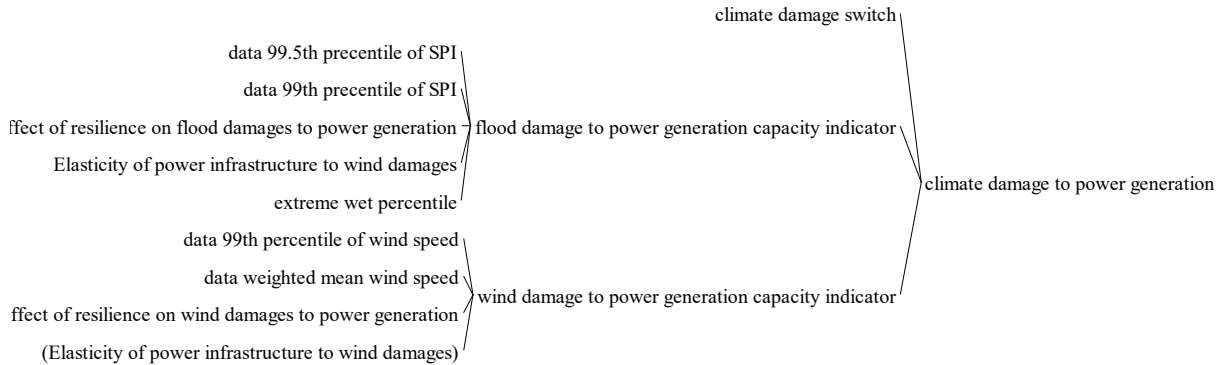 climate damage switch
data 99.5th precentile of SPI
data 99th precentile of SPI
ffect of resilience on flood damages to power generation
flood damage to power generation capacity indicator
Elasticity of power infrastructure to wind damages
climate damage to power generation
extreme wet percentile
data 99th percentile of wind speed
data weighted mean wind speed
wind damage to power generation capacity indicator
ffect of resilience on wind damages to power generation
(Elasticity of power infrastructure to wind damages)